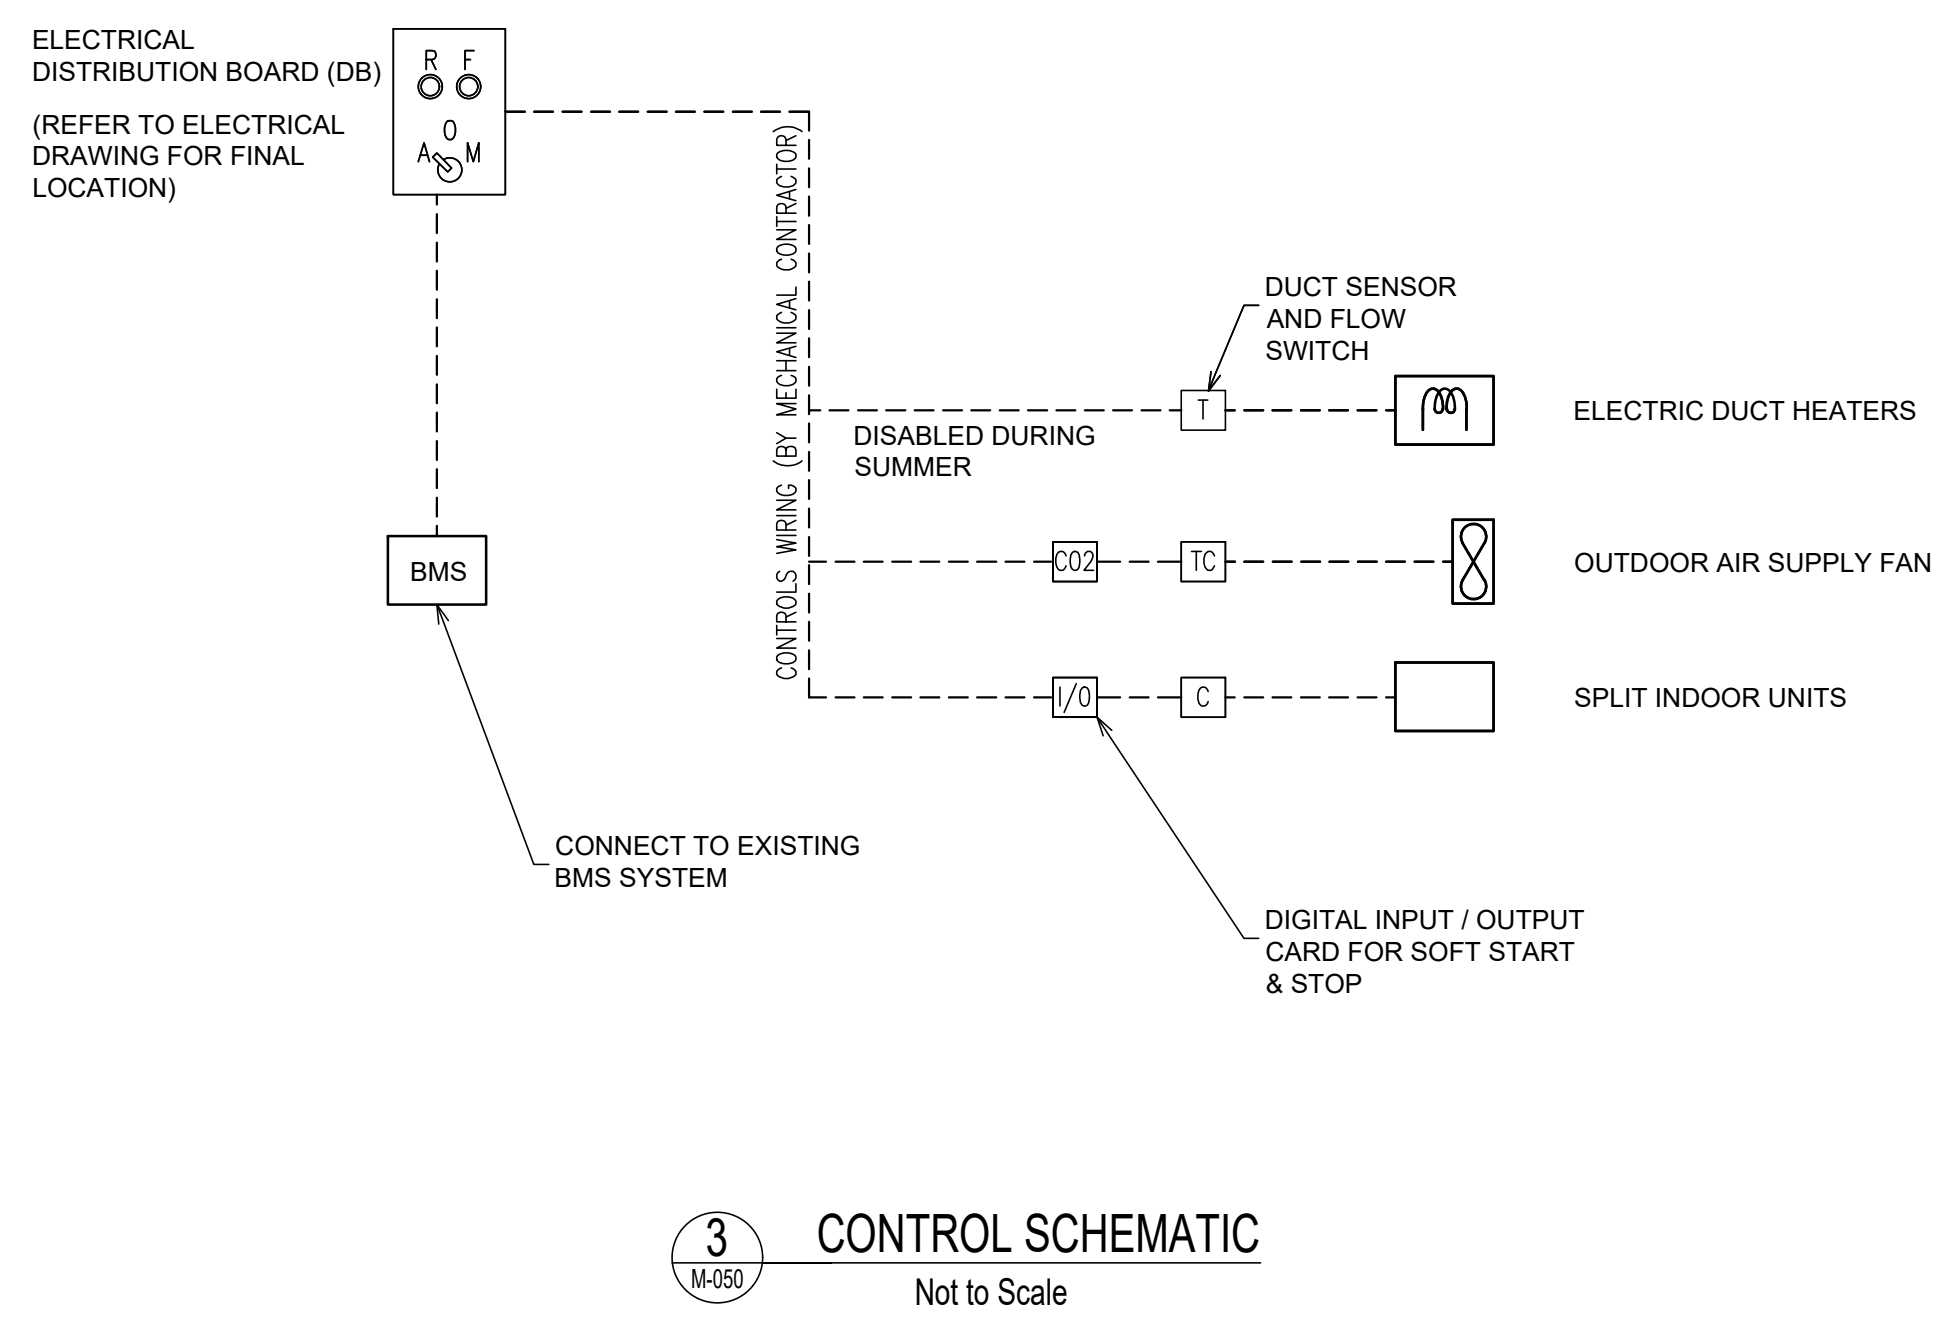 ELECTRICAL
DISTRIBUTION BOARD (DB)
(REFER TO ELECTRICAL
DRAWING FOR FINAL
LOCATION)
R F
O
A M
CONTROLS WIRING (BY MECHANICAL CONTRACTOR)
DUCT SENSOR
AND FLOW
SWITCH
T
ELECTRIC DUCT HEATERS
DISABLED DURING
SUMMER
BMS
CO2
TC
OUTDOOR AIR SUPPLY FAN
I/O
C
SPLIT INDOOR UNITS
CONNECT TO EXISTING
BMS SYSTEM
DIGITAL INPUT / OUTPUT
CARD FOR SOFT START
& STOP
3
M-050
CONTROL SCHEMATIC
Not to Scale